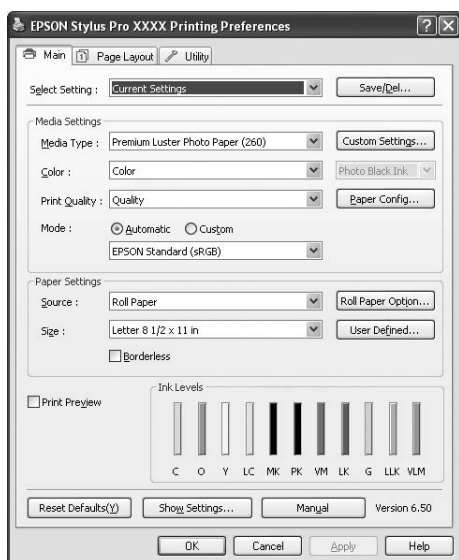 EPSON Stylus Pro XXXX Printing Preferences
Main Page Layout Utility
Select Setting : Current Settings Save/Del...
Media Settings
Media Type : Premium Luster Photo Paper (260) Custom Settings...
Color : Color Photo Black Ink
Print Quality : Quality Paper Config...
Mode : Automatic Custom
EPSON Standard (sRGB)
Paper Settings
Source : Roll Paper Roll Paper Option...
Size : Letter 8 1/2 x 11 in User Defined...
Borderless
Print Preview
Ink Levels
C O Y LC MK PK VM LK G LLK VLM
Reset Defaults(Y) Show Settings... Manual Version 6.50
OK Cancel Apply Help